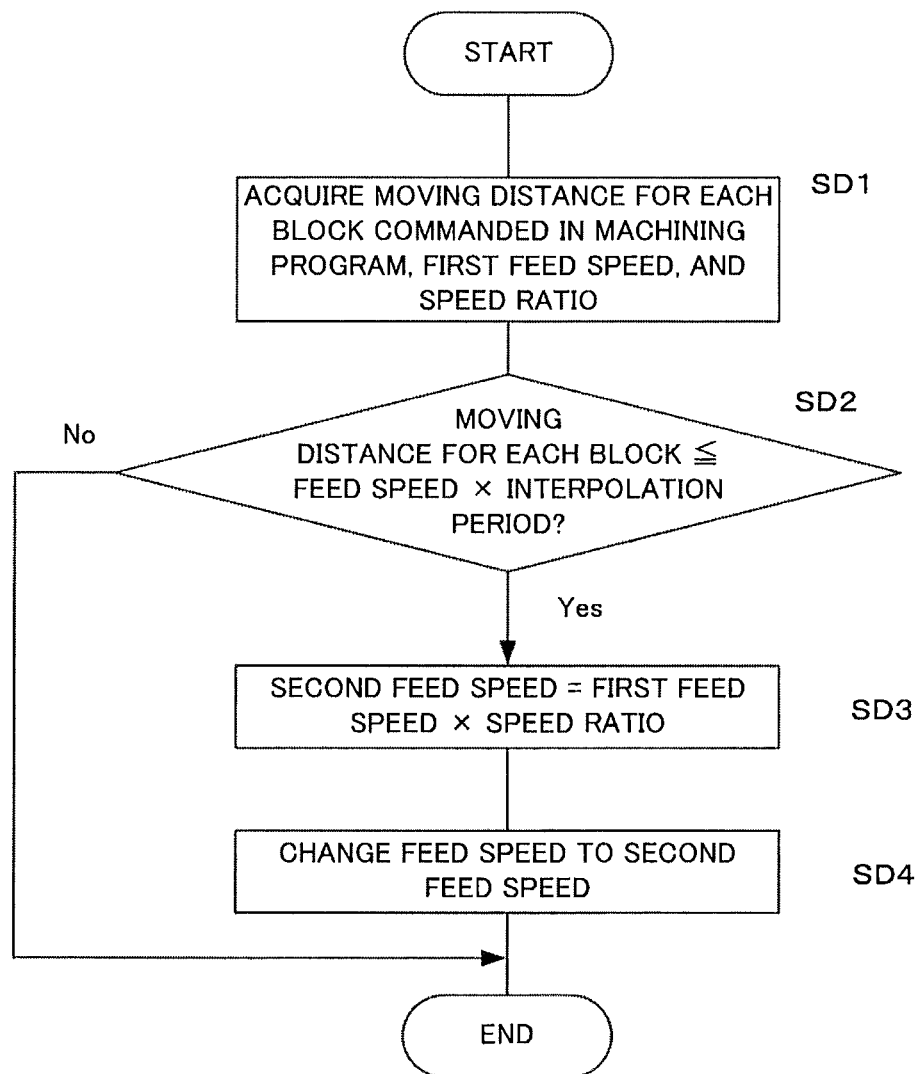 START
SD1
ACQUIRE MOVING DISTANCE FOR EACH
BLOCK COMMANDED IN MACHINING
PROGRAM, FIRST FEED SPEED, AND
SPEED RATIO
SD2
No
MOVING
DISTANCE FOR EACH BLOCK ≦
FEED SPEED × INTERPOLATION
PERIOD?
Yes
SECOND FEED SPEED = FIRST FEED
SPEED × SPEED RATIO
SD3
CHANGE FEED SPEED TO SECOND
FEED SPEED
SD4
END